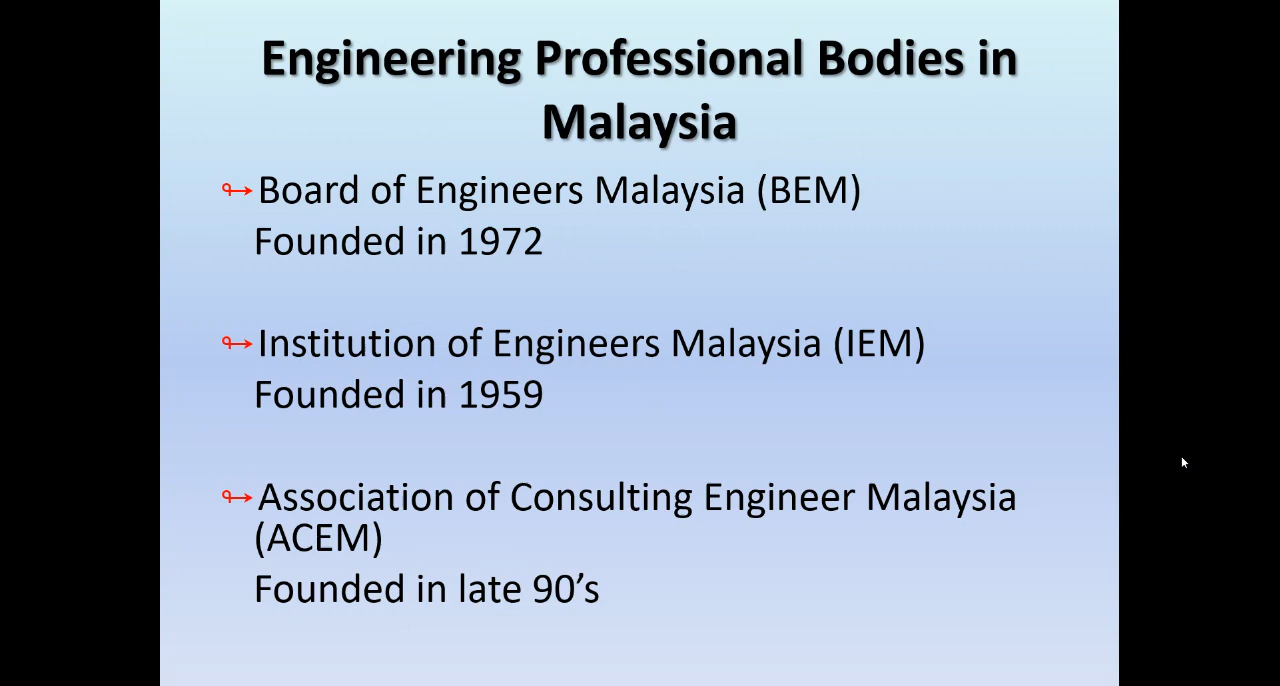 Engineering Professional Bodies in
Malaysia
Board of Engineers Malaysia (BEM)
Founded in 1972
Institution of Engineers Malaysia (IEM)
Founded in 1959
Association of Consulting Engineer Malaysia
(ACEM)
Founded in late 90’s